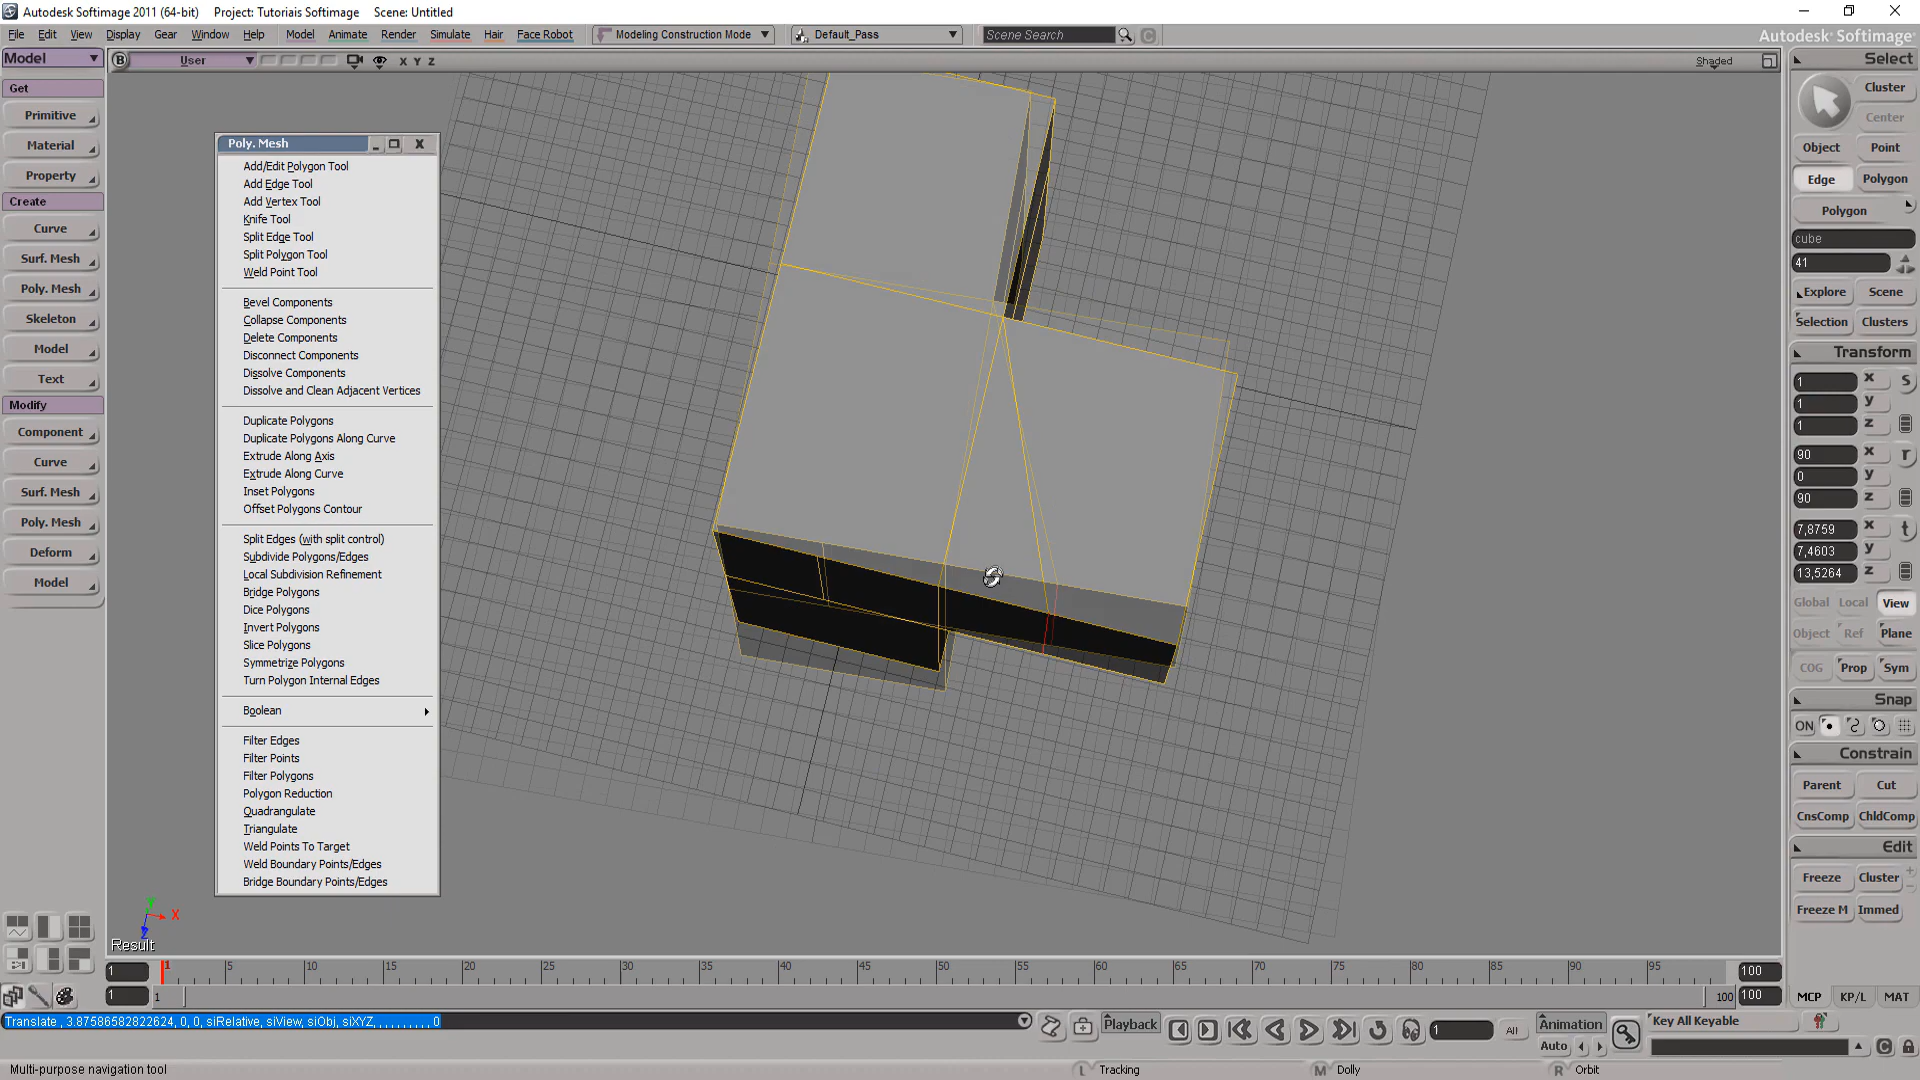 Autodesk Softimage 2011 (64-bit) Project: Tutoriais Softimage Scene: Untitled
File Edit View Display Gear Window Help Model Animate Render Simulate Hair Face Robot Modeling Construction Mode Default_Pass Scene Search C Autodesk® Softimage®
Model B User X Y Z Shaded
Get
Primitive
Material
Property
Create
Curve
Surf. Mesh
Poly. Mesh
Skeleton
Model
Text
Modify
Component
Curve
Surf. Mesh
Poly. Mesh
Deform
Model
Poly. Mesh X
Add/Edit Polygon Tool
Add Edge Tool
Add Vertex Tool
Knife Tool
Split Edge Tool
Split Polygon Tool
Weld Point Tool
Bevel Components
Collapse Components
Delete Components
Disconnect Components
Dissolve Components
Dissolve and Clean Adjacent Vertices
Duplicate Polygons
Duplicate Polygons Along Curve
Extrude Along Axis
Extrude Along Curve
Inset Polygons
Offset Polygons Contour
Split Edges (with split control)
Subdivide Polygons/Edges
Local Subdivision Refinement
Bridge Polygons
Dice Polygons
Invert Polygons
Slice Polygons
Symmetrize Polygons
Turn Polygon Internal Edges
Boolean
Filter Edges
Filter Points
Filter Polygons
Polygon Reduction
Quadrangulate
Triangulate
Weld Points To Target
Weld Boundary Points/Edges
Bridge Boundary Points/Edges
Y X Z
Result
Select
Cluster
Center
Object Point
Edge Polygon
Polygon
cube
41
Explore Scene
Selection Clusters
Transform
1 x s
1 y
1 z
90 x r
0 y
90 z
7,8759 x t
7,4603 y
13,5264 z
Global Local View
Object Ref Plane
COG Prop Sym
Snap
ON
Constrain
Parent Cut
CnsComp ChldComp
Edit
Freeze Cluster + -
Freeze M Immed
1 1 5 10 15 20 25 30 35 40 45 50 55 60 65 70 75 80 85 90 95 100
1 1 100 100 MCP KP/L MAT
Translate , 3.87586582822624, 0, 0, siRelative, siView, siObj, siXYZ, , , , , , , , , , 0 Playback 1 All Animation Key All Keyable
Auto C
Multi-purpose navigation tool L Tracking M Dolly R Orbit